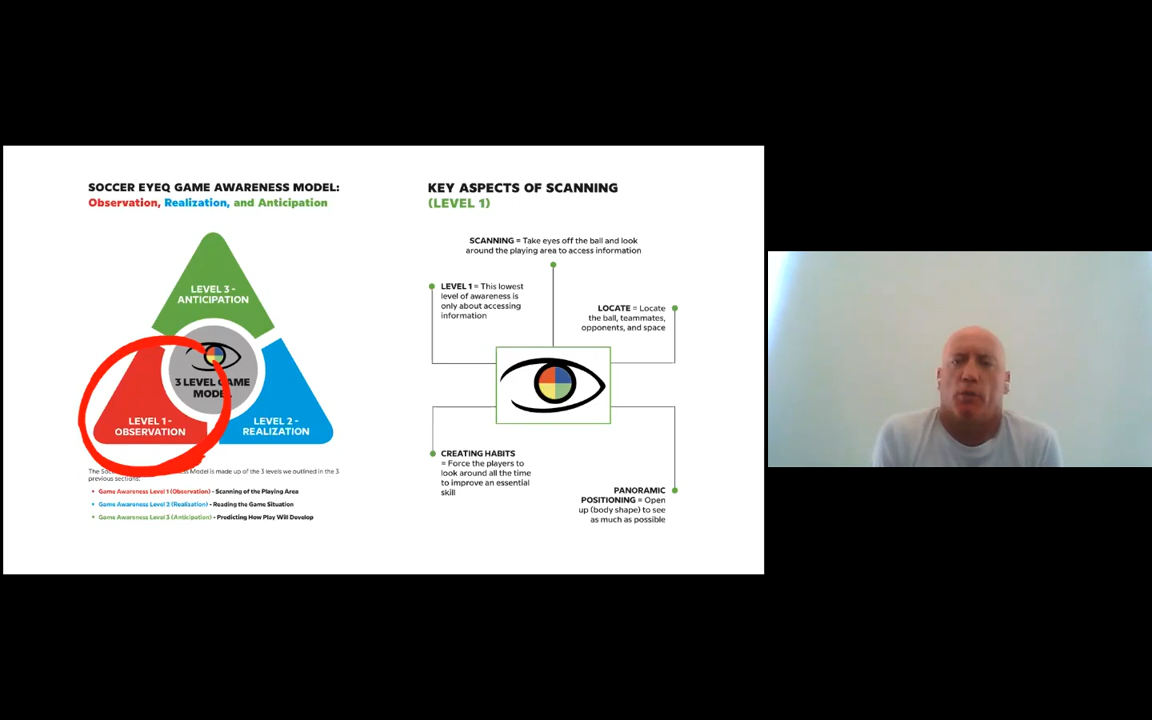 SOCCER EYEQ GAME AWARENESS MODEL:
Observation, Realization, and Anticipation
LEVEL 3 -
ANTICIPATION
3 LEVEL GAME
MODEL
LEVEL 1 -
OBSERVATION
LEVEL 2 -
REALIZATION
The Model is made up of the 3 levels we outlined in the 3
previous sections:
• Game Awareness Level 1 (Observation) - Scanning of the Playing Area
• Game Awareness Level 2 (Realisation) - Reading the Game Situation
• Game Awareness Level 3 (Anticipation) - Predicting How Play Will Develop
KEY ASPECTS OF SCANNING
(LEVEL 1)
SCANNING = Take eyes off the ball and look
around the playing area to access information
LEVEL 1 = This lowest
level of awareness is
only about accessing
information
LOCATE = Locate
the ball, teammates,
opponents, and space
CREATING HABITS
= Force the players to
look around all the time
to improve an essential
skill
PANORAMIC
POSITIONING = Open
up (body shape) to see
as much as possible